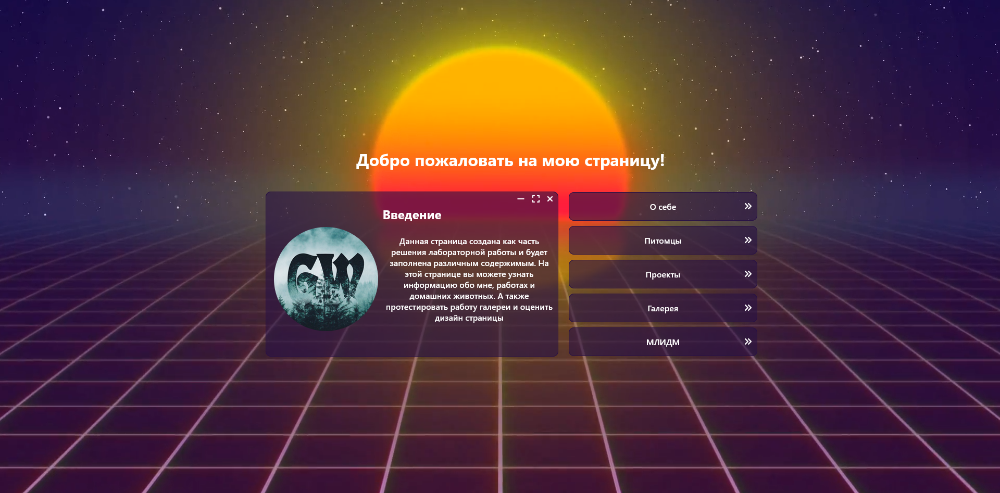 Добро пожаловать на мою страницу!
Введение
Данная страница создана как часть
решения лабораторной работы и будет
заполнена различным содержимым. На
этой странице вы можете узнать
информацию обо мне, работах и
домашних животных. А также
протестировать работу галереи и оценить
дизайн страницы
GW
О себе
Питомцы
Проекты
Галерея
МЛИДМ